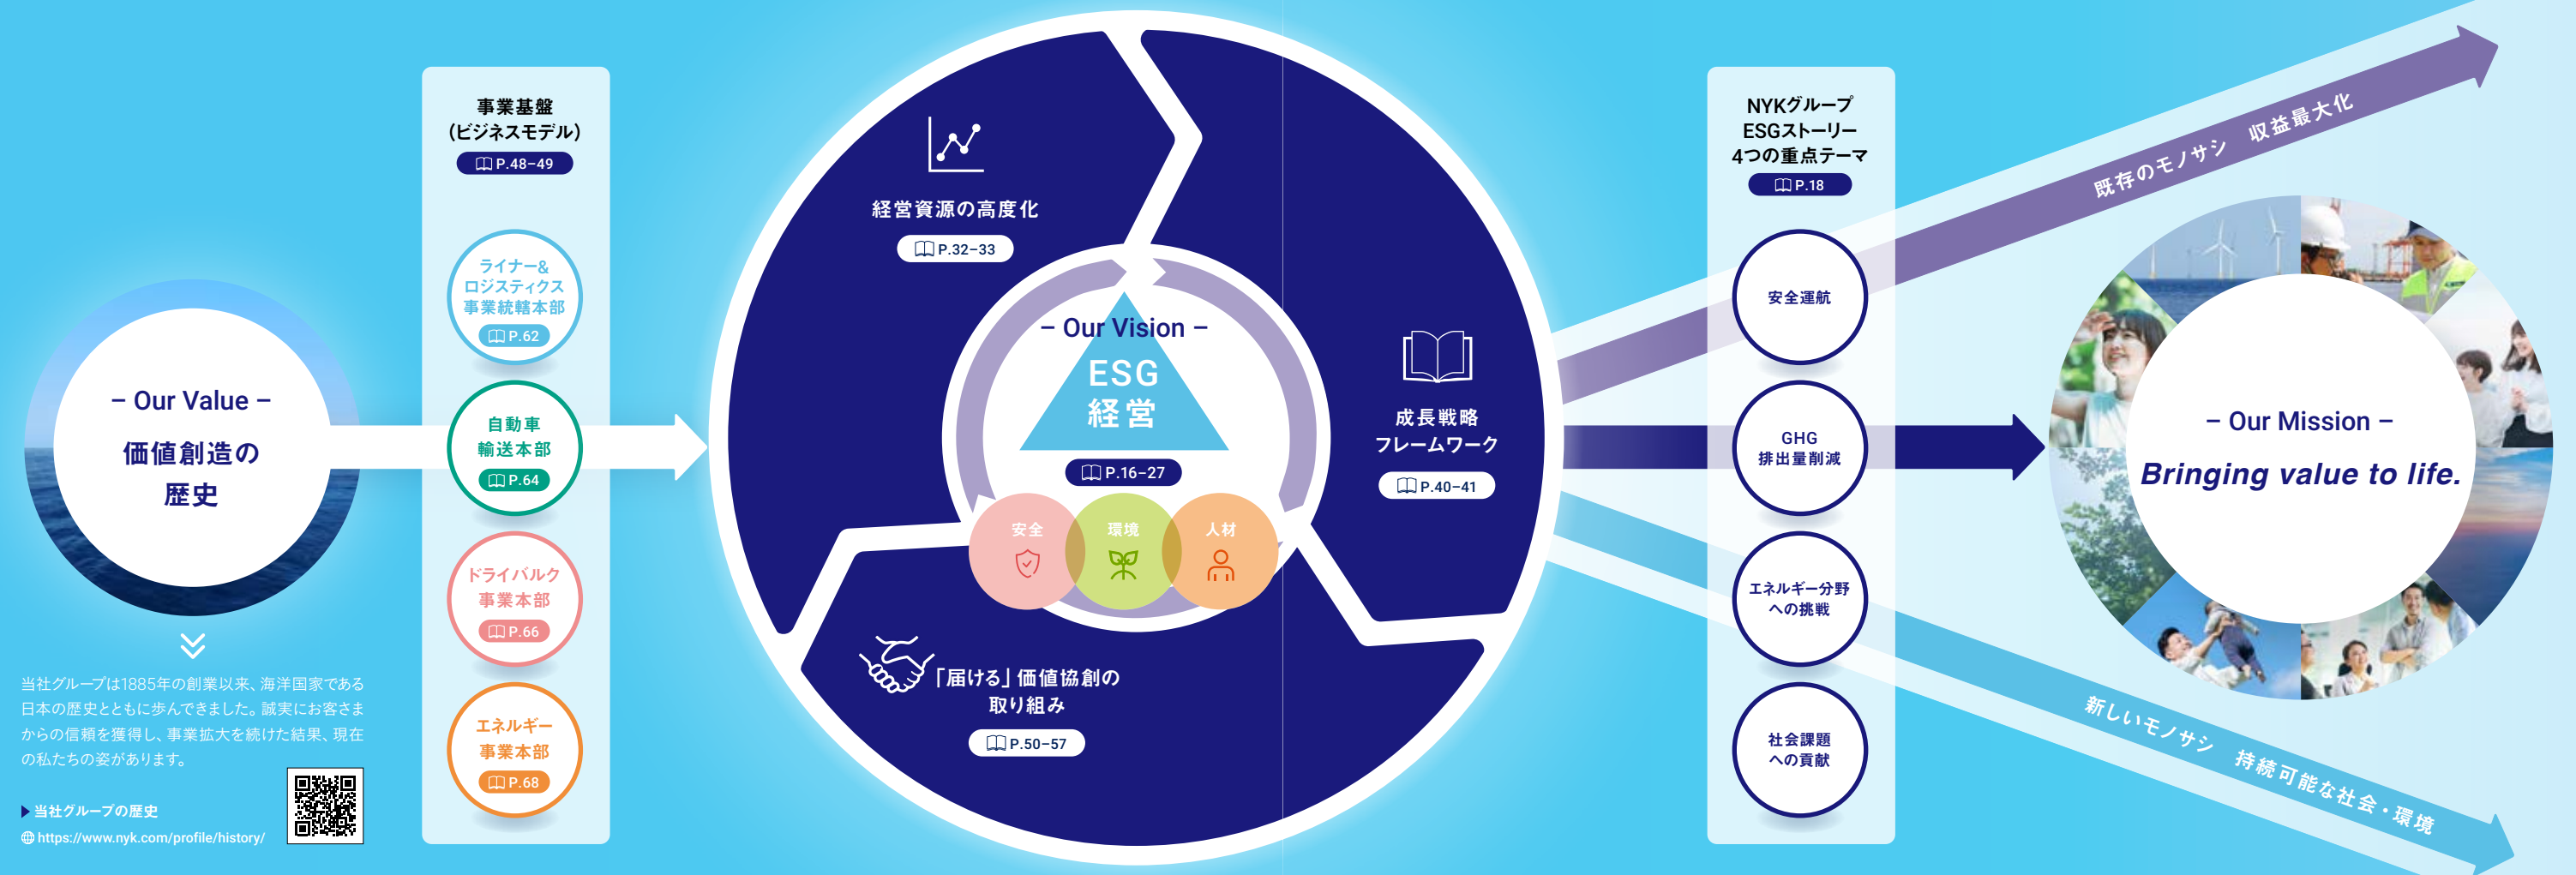 – Our Value –
価値創造の
歴史
当社グループは1885年の創業以来、海洋国家である
日本の歴史とともに歩んできました。誠実にお客さま
からの信頼を獲得し、事業拡大を続けた結果、現在
の私たちの姿があります。
当社グループの歴史
https://www.nyk.com/profile/history/
事業基盤
（ビジネスモデル）
P.48–49
ライナー&
ロジスティクス
事業統轄本部
P.62
自動車
輸送本部
P.64
ドライバルク
事業本部
P.66
エネルギー
事業本部
P.68
経営資源の高度化
P.32–33
– Our Vision –
ESG
経営
P.16–27
安全
環境
人材
成長戦略
フレームワーク
P.40–41
「届ける」価値協創の
取り組み
P.50–57
NYKグループ
ESGストーリー
4つの重点テーマ
P.18
安全運航
GHG
排出量削減
エネルギー分野
への挑戦
社会課題
への貢献
既存のモノサシ　収益最大化
– Our Mission –
Bringing value to life.
新しいモノサシ　持続可能な社会・環境